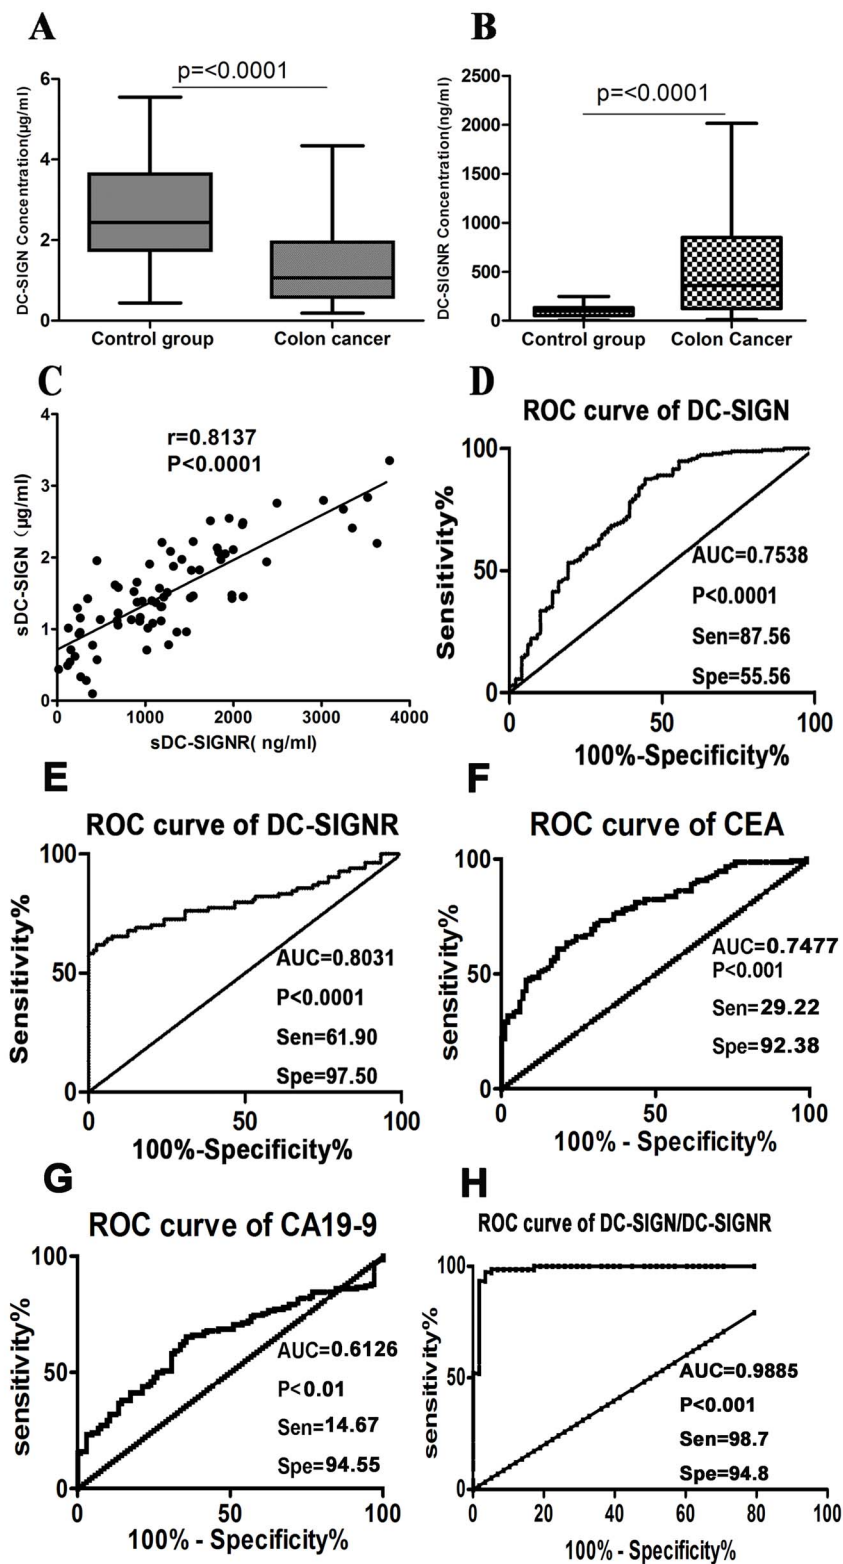 A
p=<0.0001
DC-SIGN Concentration(μg/ml)
6
4
2
0
Control group
Colon cancer
B
p=<0.0001
DC-SIGNR Concentration(ng/ml)
2500
2000
1500
1000
500
0
Control group
Colon Cancer
C
r=0.8137
P<0.0001
sDC-SIGN（μg/ml)
4
3
2
1
0
0
1000
2000
3000
4000
sDC-SIGNR( ng/ml)
D
ROC curve of DC-SIGN
Sensitivity%
100
50
0
AUC=0.7538
P<0.0001
Sen=87.56
Spe=55.56
0
50
100
100%-Specificity%
E
ROC curve of DC-SIGNR
Sensitivity%
100
50
0
AUC=0.8031
P<0.0001
Sen=61.90
Spe=97.50
0
50
100
100%-Specificity%
F
ROC curve of CEA
sensitivity%
100
50
0
AUC=0.7477
P<0.001
Sen=29.22
Spe=92.38
0
50
100
100% - Specificity%
G
ROC curve of CA19-9
sensitivity%
100
50
0
AUC=0.6126
P<0.01
Sen=14.67
Spe=94.55
0
50
100
100% - Specificity%
H
ROC curve of DC-SIGN/DC-SIGNR
sensitivity%
100
50
0
AUC=0.9885
P<0.001
Sen=98.7
Spe=94.8
0
20
40
60
80
100
100% - Specificity%